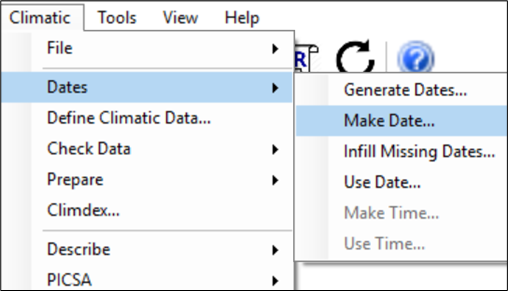 Climatic Tools View Help
File
R
Dates
Generate Dates...
Define Climatic Data...
Make Date...
Check Data
Infill Missing Dates...
Prepare
Use Date...
Climdex...
Make Time...
Describe
Use Time...
PICSA